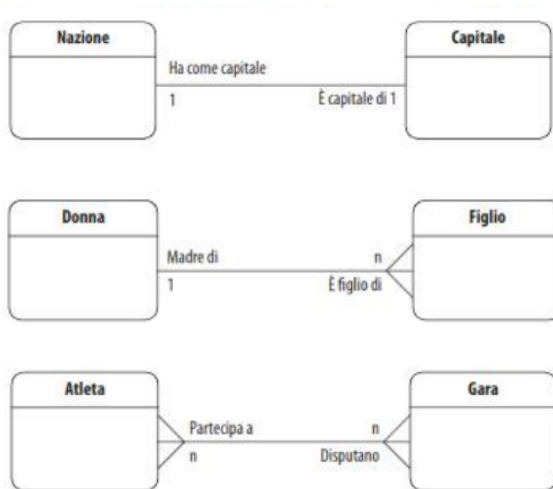 Nazione
Capitale
Ha come capitale
1
È capitale di 1
Donna
Figlio
Madre di
n
1
È figlio di
Atleta
Gara
Partecipa a
n
n
Disputano